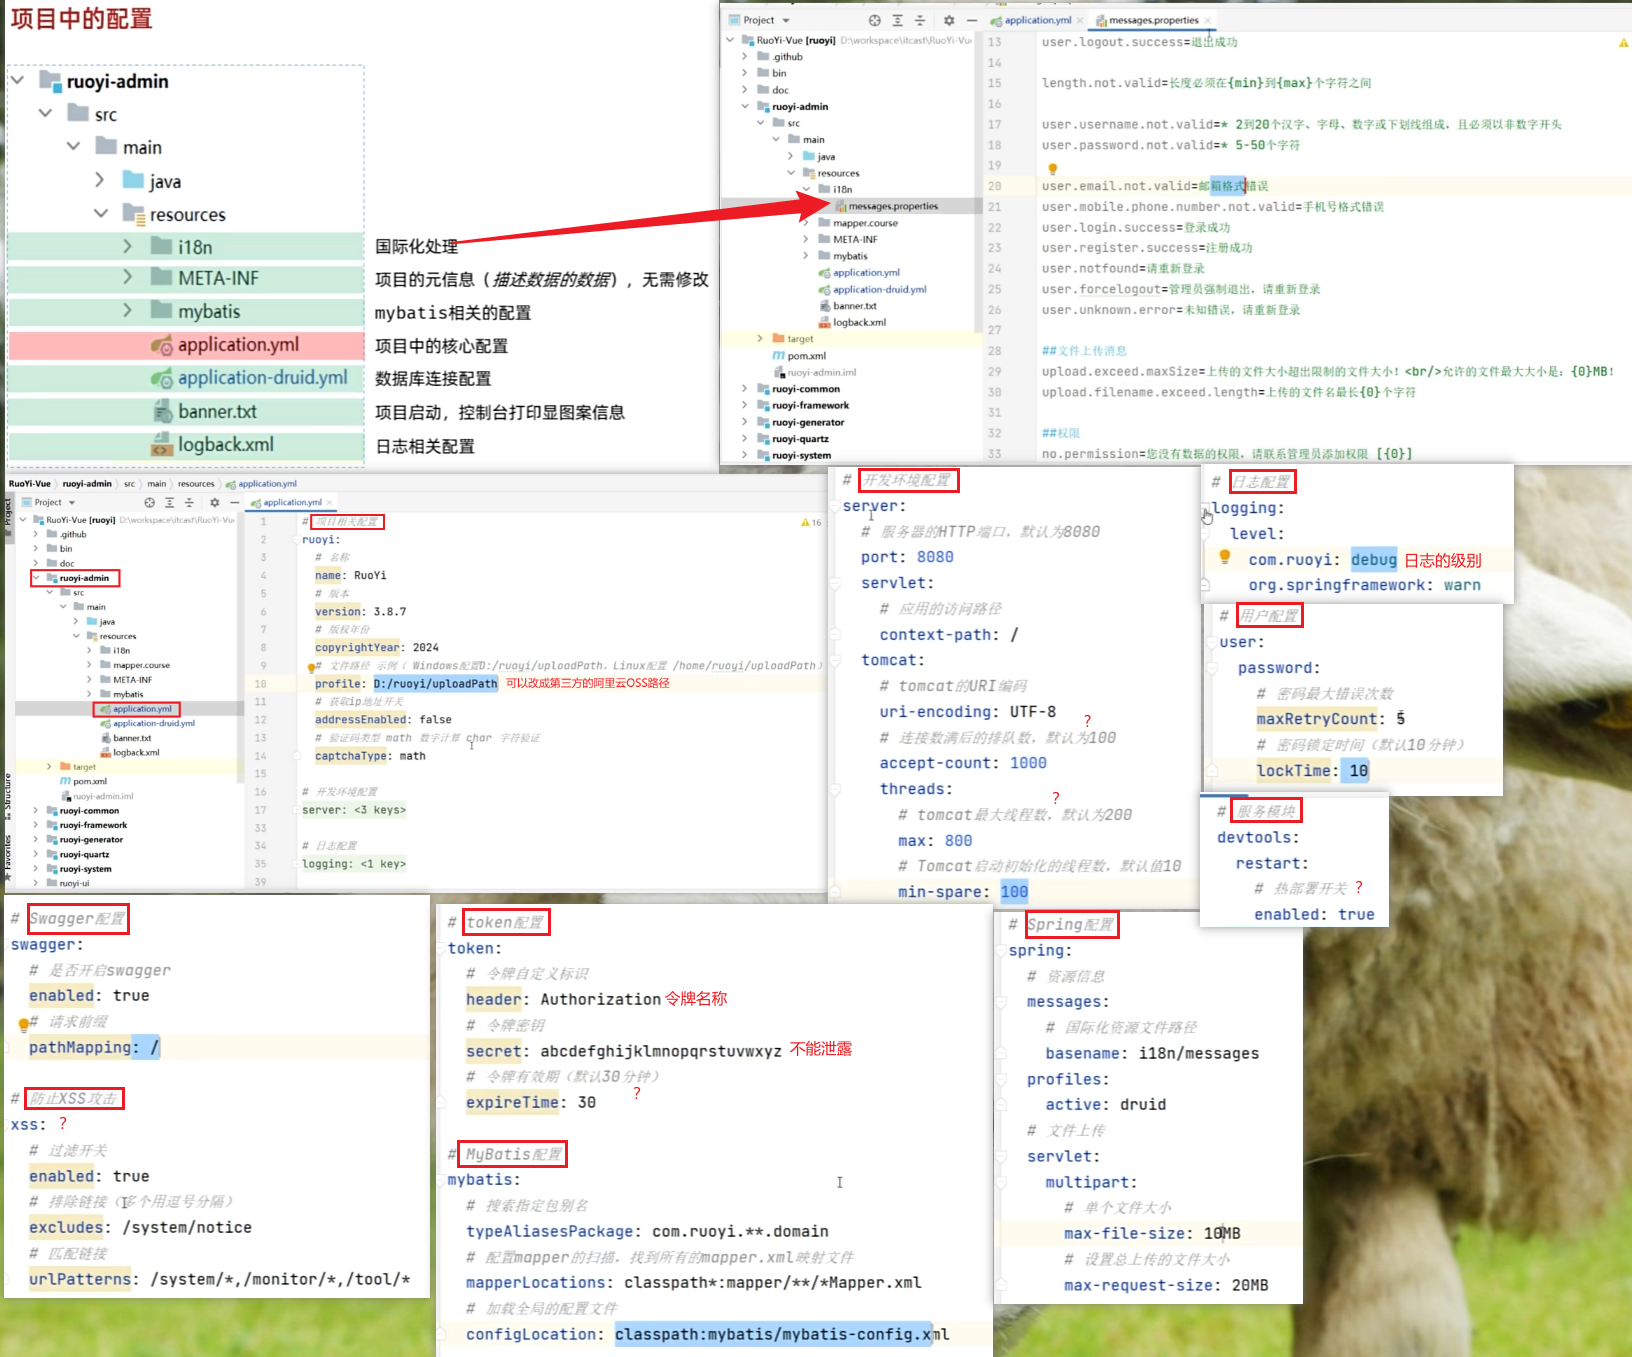 项目中的配置
ruoyi-admin
src
main
java
resources
i18n 国际化处理
META-INF 项目的元信息（描述数据的数据），无需修改
mybatis mybatis相关的配置
application.yml 项目中的核心配置
application-druid.yml 数据库连接配置
banner.txt 项目启动，控制台打印显图案信息
logback.xml 日志相关配置
Project
RuoYi-Vue [ruoyi] D:\workspace\itcast\RuoYi-Vu
.github
bin
doc
ruoyi-admin
src
main
java
resources
i18n
messages.properties
mapper.course
META-INF
mybatis
application.yml
application-druid.yml
banner.txt
logback.xml
target
pom.xml
ruoyi-admin.iml
ruoyi-common
ruoyi-framework
ruoyi-generator
ruoyi-quartz
ruoyi-system
application.yml messages.properties
13 user.logout.success=退出成功
14
15 length.not.valid=长度必须在{min}到{max}个字符之间
16
17 user.username.not.valid=* 2到20个汉字、字母、数字或下划线组成，且必须以非数字开头
18 user.password.not.valid=* 5-50个字符
19
20 user.email.not.valid=邮箱格式错误
21 user.mobile.phone.number.not.valid=手机号格式错误
22 user.login.success=登录成功
23 user.register.success=注册成功
24 user.notfound=请重新登录
25 user.forcelogout=管理员强制退出，请重新登录
26 user.unknown.error=未知错误，请重新登录
27
28 ##文件上传消息
29 upload.exceed.maxSize=上传的文件大小超出限制的文件大小！<br/>允许的文件最大大小是：{0}MB！
30 upload.filename.exceed.length=上传的文件名最长{0}个字符
31
32 ##权限
33 no.permission=您没有数据的权限，请联系管理员添加权限 [{0}]
RuoYi-Vue ruoyi-admin src main resources application.yml
Project
RuoYi-Vue [ruoyi] D:\workspace\itcast\RuoYi-Vu
.github
bin
doc
ruoyi-admin
src
main
java
resources
i18n
mapper.course
META-INF
mybatis
application.yml
application-druid.yml
banner.txt
logback.xml
target
pom.xml
ruoyi-admin.iml
ruoyi-common
ruoyi-framework
ruoyi-generator
ruoyi-quartz
ruoyi-system
ruoyi-ui
Project
Structure
Favorites
application.yml
16
1 # 项目相关配置
2 ruoyi:
3 # 名称
4 name: RuoYi
5 # 版本
6 version: 3.8.7
7 # 版权年份
8 copyrightYear: 2024
9 # 文件路径 示例（ Windows配置D:/ruoyi/uploadPath，Linux配置 /home/ruoyi/uploadPath）
10 profile: D:/ruoyi/uploadPath 可以改成第三方的阿里云OSS路径
11 # 获取ip地址开关
12 addressEnabled: false
13 # 验证码类型 math 数字计算 char 字符验证
14 captchaType: math
15
16 # 开发环境配置
17 server: <3 keys>
33
34 # 日志配置
35 logging: <1 key>
39
# 开发环境配置
server:
# 服务器的HTTP端口，默认为8080
port: 8080
servlet:
# 应用的访问路径
context-path: /
tomcat:
# tomcat的URI编码
uri-encoding: UTF-8
# 连接数满后的排队数，默认为100 ?
accept-count: 1000
threads: ?
# tomcat最大线程数，默认为200
max: 800
# Tomcat启动初始化的线程数，默认值10
min-spare: 100
# 日志配置
logging:
level:
com.ruoyi: debug 日志的级别
org.springframework: warn
# 用户配置
user:
password:
# 密码最大错误次数
maxRetryCount: 5
# 密码锁定时间（默认10分钟）
lockTime: 10
# 服务模块
devtools:
restart:
# 热部署开关 ?
enabled: true
# Swagger配置
swagger:
# 是否开启swagger
enabled: true
# 请求前缀
pathMapping: /
# 防止XSS攻击
xss: ?
# 过滤开关
enabled: true
# 排除链接（多个用逗号分隔）
excludes: /system/notice
# 匹配链接
urlPatterns: /system/*,/monitor/*,/tool/*
# token配置
token:
# 令牌自定义标识
header: Authorization 令牌名称
# 令牌密钥
secret: abcdefghijklmnopqrstuvwxyz 不能泄露
# 令牌有效期（默认30分钟）
expireTime: 30 ?
# MyBatis配置
mybatis:
# 搜索指定包别名
typeAliasesPackage: com.ruoyi.**.domain
# 配置mapper的扫描，找到所有的mapper.xml映射文件
mapperLocations: classpath*:mapper/**/*Mapper.xml
# 加载全局的配置文件
configLocation: classpath:mybatis/mybatis-config.xml
# Spring配置
spring:
# 资源信息
messages:
# 国际化资源文件路径
basename: i18n/messages
profiles:
active: druid
# 文件上传
servlet:
multipart:
# 单个文件大小
max-file-size: 10MB
# 设置总上传的文件大小
max-request-size: 20MB